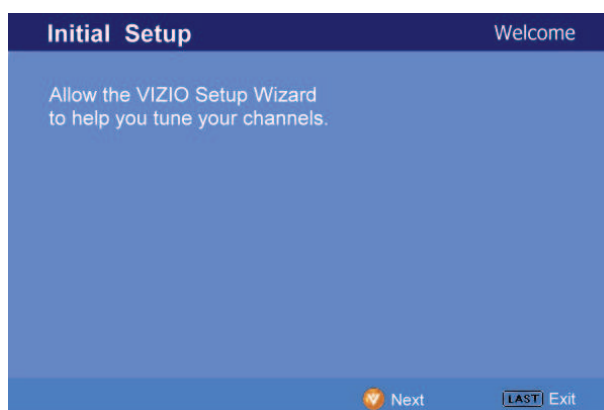 Initial Setup Welcome
Allow the VIZIO Setup Wizard
to help you tune your channels.
Next LAST Exit